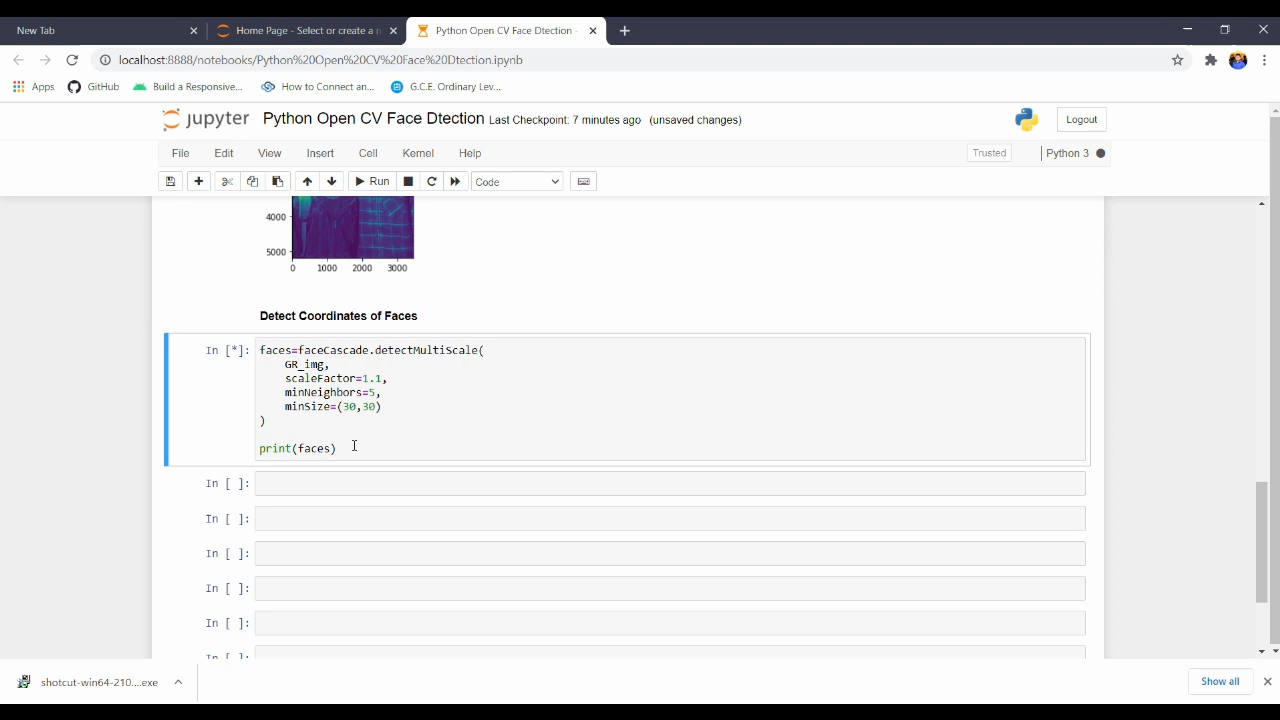 New Tab
Home Page - Select or create a n
Python Open CV Face Dtection -
localhost:8888/notebooks/Python%20Open%20CV%20Face%20Dtection.ipynb
Apps GitHub Build a Responsive... How to Connect an... G.C.E. Ordinary Lev...
jupyter Python Open CV Face Dtection Last Checkpoint: 7 minutes ago (unsaved changes) Logout
File Edit View Insert Cell Kernel Help Trusted Python 3
Run Code
4000
5000
0 1000 2000 3000
Detect Coordinates of Faces
In [*]: faces=faceCascade.detectMultiScale(
GR_img,
scaleFactor=1.1,
minNeighbors=5,
minSize=(30,30)
)
print(faces)
In [ ]:
In [ ]:
In [ ]:
In [ ]:
In [ ]:
In [ ]:
shotcut-win64-210....exe Show all